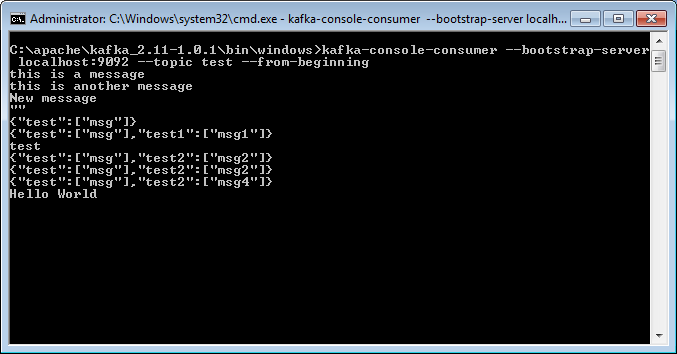 Administrator: C:\Windows\system32\cmd.exe - kafka-console-consumer --bootstrap-server localh...
C:\apache\kafka_2.11-1.0.1\bin\windows>kafka-console-consumer --bootstrap-server
localhost:9092 --topic test --from-beginning
this is a message
this is another message
New message
""
{"test":["msg"]}
{"test":["msg"],"test1":["msg1"]}
test
{"test":["msg"],"test2":["msg2"]}
{"test":["msg"],"test2":["msg2"]}
{"test":["msg"],"test2":["msg4"]}
Hello World